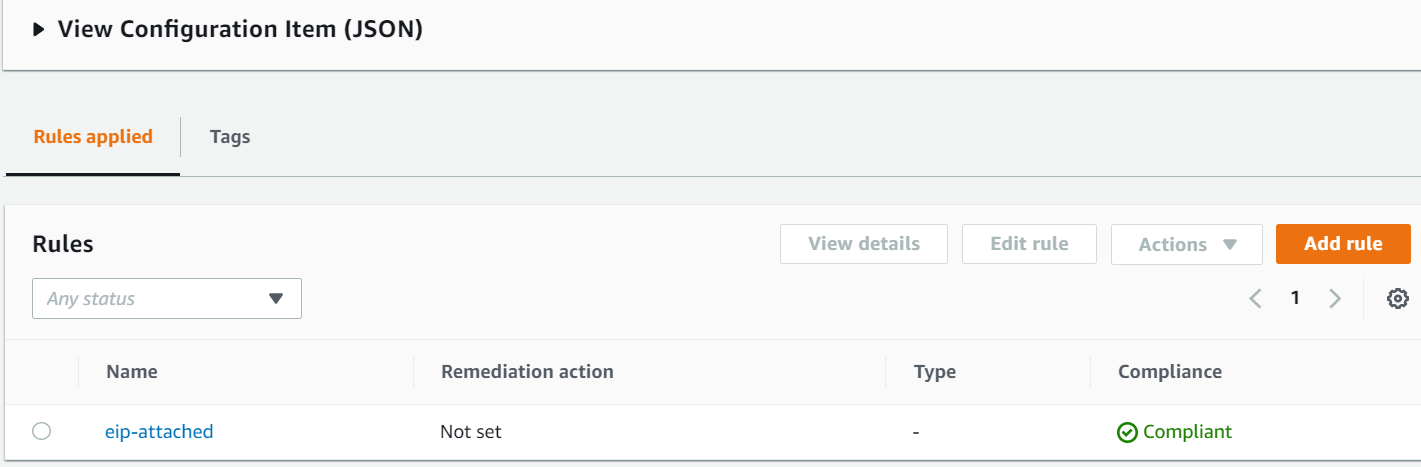 View Configuration Item (JSON)
Rules applied Tags
Rules View details Edit rule Actions Add rule
Any status 1
Name Remediation action Type Compliance
eip-attached Not set - Compliant